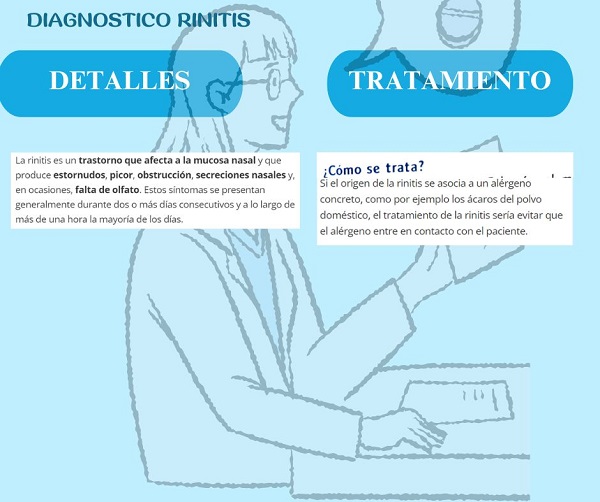 DIAGNOSTICO RINITIS
DETALLES
La rinitis es un trastorno que afecta a la mucosa nasal y que
produce estornudos, picor, obstrucción, secreciones nasales y,
en ocasiones, falta de olfato. Estos síntomas se presentan
generalmente durante dos o más días consecutivos y a lo largo de
más de una hora la mayoría de los días.
TRATAMIENTO
¿Cómo se trata?
Si el origen de la rinitis se asocia a un alérgeno
concreto, como por ejemplo los ácaros del polvo
doméstico, el tratamiento de la rinitis sería evitar que
el alérgeno entre en contacto con el paciente.